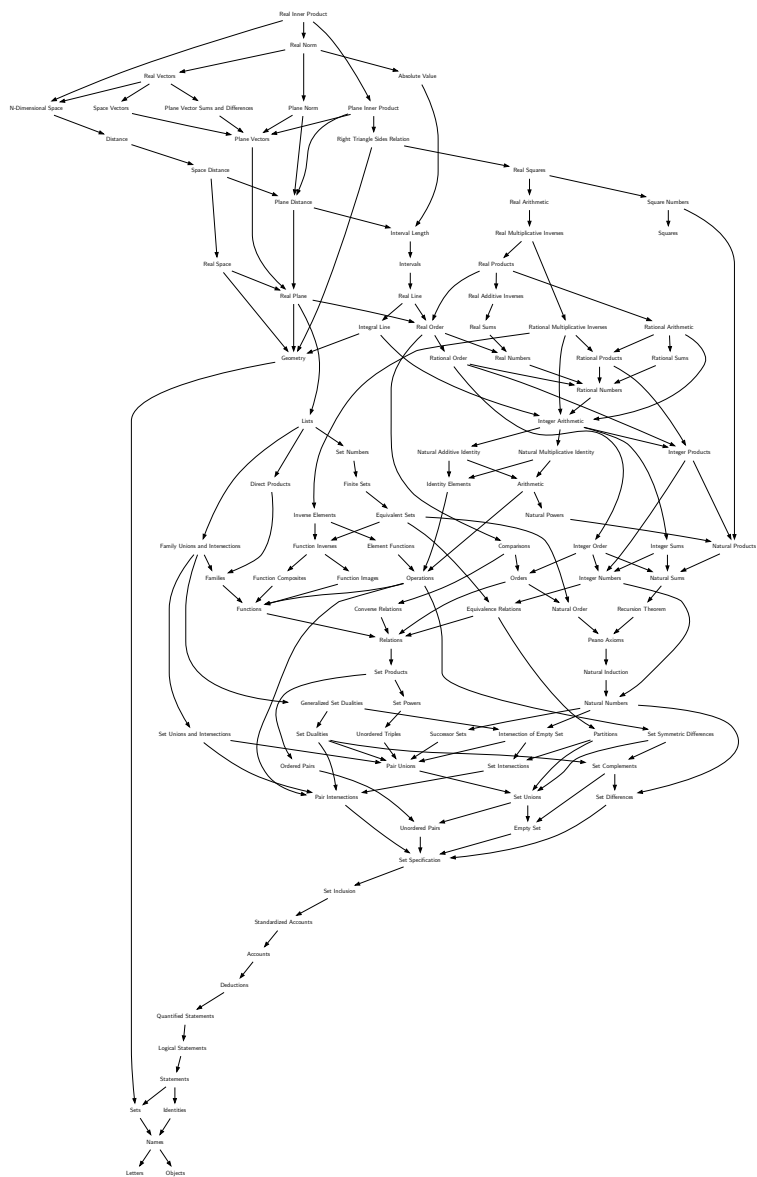 Real Inner Product
Real Norm
Real Vectors
Absolute Value
N-Dimensional Space
Space Vectors
Plane Vector Sums and Differences
Plane Norm
Plane Inner Product
Distance
Plane Vectors
Right Triangle Sides Relation
Space Distance
Real Squares
Plane Distance
Real Arithmetic
Square Numbers
Interval Length
Real Multiplicative Inverses
Squares
Real Space
Intervals
Real Products
Real Plane
Real Line
Real Additive Inverses
Integral Line
Real Order
Real Sums
Rational Multiplicative Inverses
Rational Arithmetic
Geometry
Rational Order
Real Numbers
Rational Products
Rational Sums
Rational Numbers
Lists
Integer Arithmetic
Set Numbers
Natural Additive Identity
Natural Multiplicative Identity
Integer Products
Direct Products
Finite Sets
Identity Elements
Arithmetic
Inverse Elements
Equivalent Sets
Natural Powers
Family Unions and Intersections
Function Inverses
Element Functions
Comparisons
Integer Order
Integer Sums
Natural Products
Families
Function Composites
Function Images
Operations
Orders
Integer Numbers
Natural Sums
Functions
Converse Relations
Equivalence Relations
Natural Order
Recursion Theorem
Relations
Peano Axioms
Set Products
Natural Induction
Generalized Set Dualities
Set Powers
Natural Numbers
Set Unions and Intersections
Set Dualities
Unordered Triples
Successor Sets
Intersection of Empty Set
Partitions
Set Symmetric Differences
Ordered Pairs
Pair Unions
Set Intersections
Set Complements
Pair Intersections
Set Unions
Set Differences
Unordered Pairs
Empty Set
Set Specification
Set Inclusion
Standardized Accounts
Accounts
Deductions
Quantified Statements
Logical Statements
Statements
Sets
Identities
Names
Letters
Objects